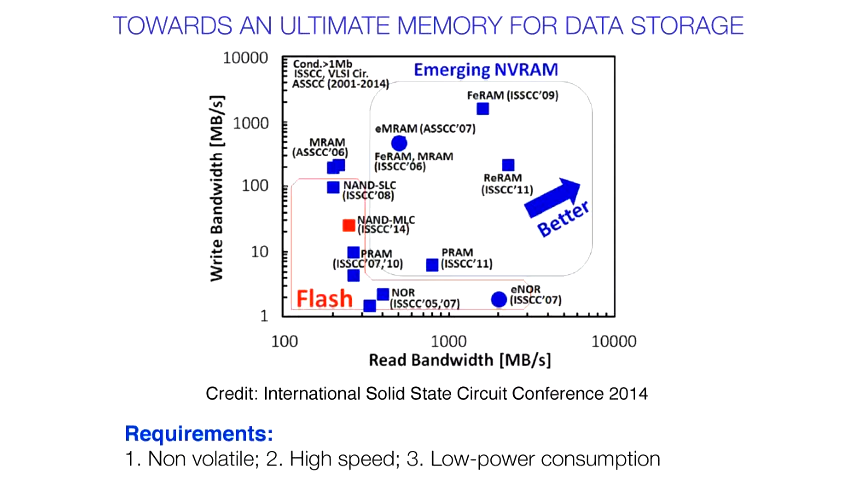 TOWARDS AN ULTIMATE MEMORY FOR DATA STORAGE
10000
Cond.>1Mb
ISSCC, VLSI Cir.
ASSCC (2001-2014)
Emerging NVRAM
FeRAM (ISSCC'09)
1000
eMRAM (ASSCC'07)
MRAM
(ASSCC'06)
FeRAM, MRAM
(ISSCC'06)
ReRAM
(ISSCC'11)
100
NAND-SLC
(ISSCC'08)
Better
NAND-MLC
(ISSCC'14)
10
PRAM
(ISSCC'07,'10)
PRAM
(ISSCC'11)
Flash
NOR
(ISSCC'05,'07)
eNOR
(ISSCC'07)
1
Write Bandwidth [MB/s]
100
1000
10000
Read Bandwidth [MB/s]
Credit: International Solid State Circuit Conference 2014
Requirements:
1. Non volatile; 2. High speed; 3. Low-power consumption